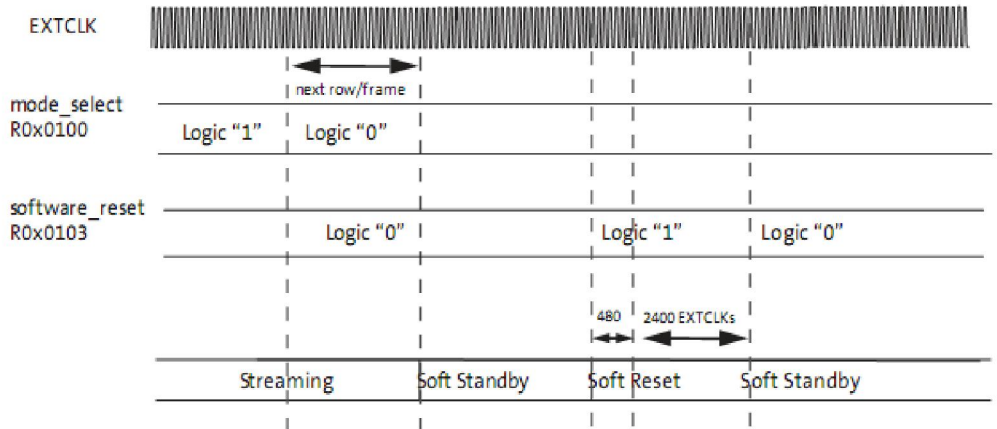 EXTCLK
next row/frame
mode_select
R0x0100
Logic “1” Logic “0”
software_reset
R0x0103
Logic “0” Logic “1” Logic “0”
480 2400 EXTCLKs
Streaming Soft Standby Soft Reset Soft Standby